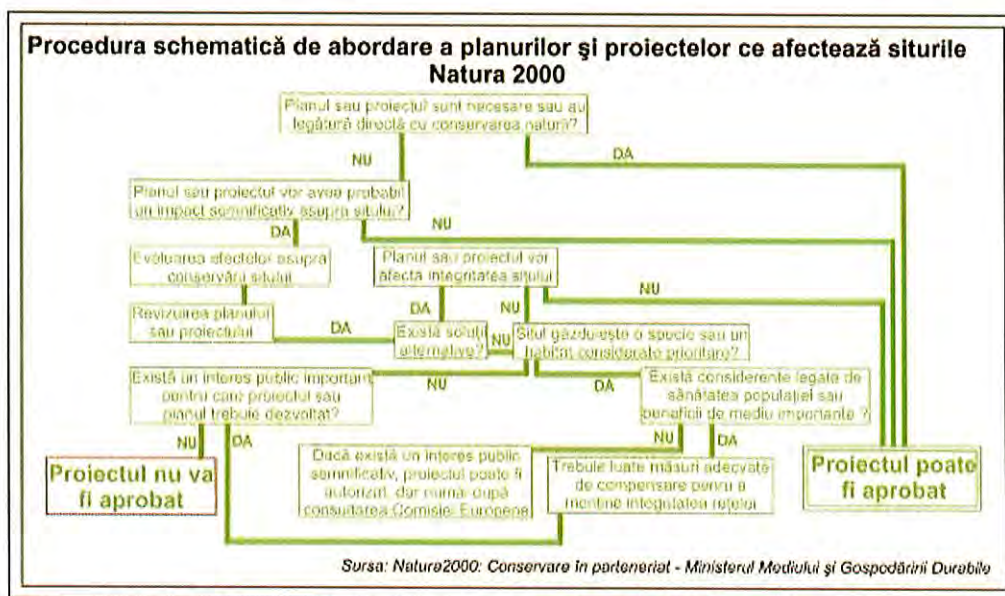 Procedura schematică de abordare a planurilor şi proiectelor ce afectează siturile
Natura 2000
Planul sau proiectul sunt necesare sau au
legătură directă cu conservarea natură?
NU
DA
Planul sau proiectul vor avea probabil
un impact semnificativ asupra sitului?
DA
NU
Evaluarea efectelor asupra
conservării sitului
Planul sau proiectul vor
afecta integritatea sitului
Revizuirea planului
sau proiectului
DA
DA
NU
NU
Există soluţii
alternative?
NU
Situl găzduieşte o specie sau un
habitat considerate prioritare?
Există un interes public important
pentru care proiectul sau
planul trebuie dezvoltat?
NU
DA
Există considerente legate de
sănătatea populaţiei sau
beneficii de mediu importante ?
NU
DA
NU
DA
Proiectul nu va
fi aprobat
Dacă există un interes public
semnificativ, proiectul poate fi
autorizat, dar numai după
consultarea Comisiei Europene
Trebuie luate măsuri adecvate
de compensare pentru a
menţine integritatea reţelei
Proiectul poate
fi aprobat
Sursa: Natura2000: Conservare în parteneriat - Ministerul Mediului şi Gospodăririi Durabile